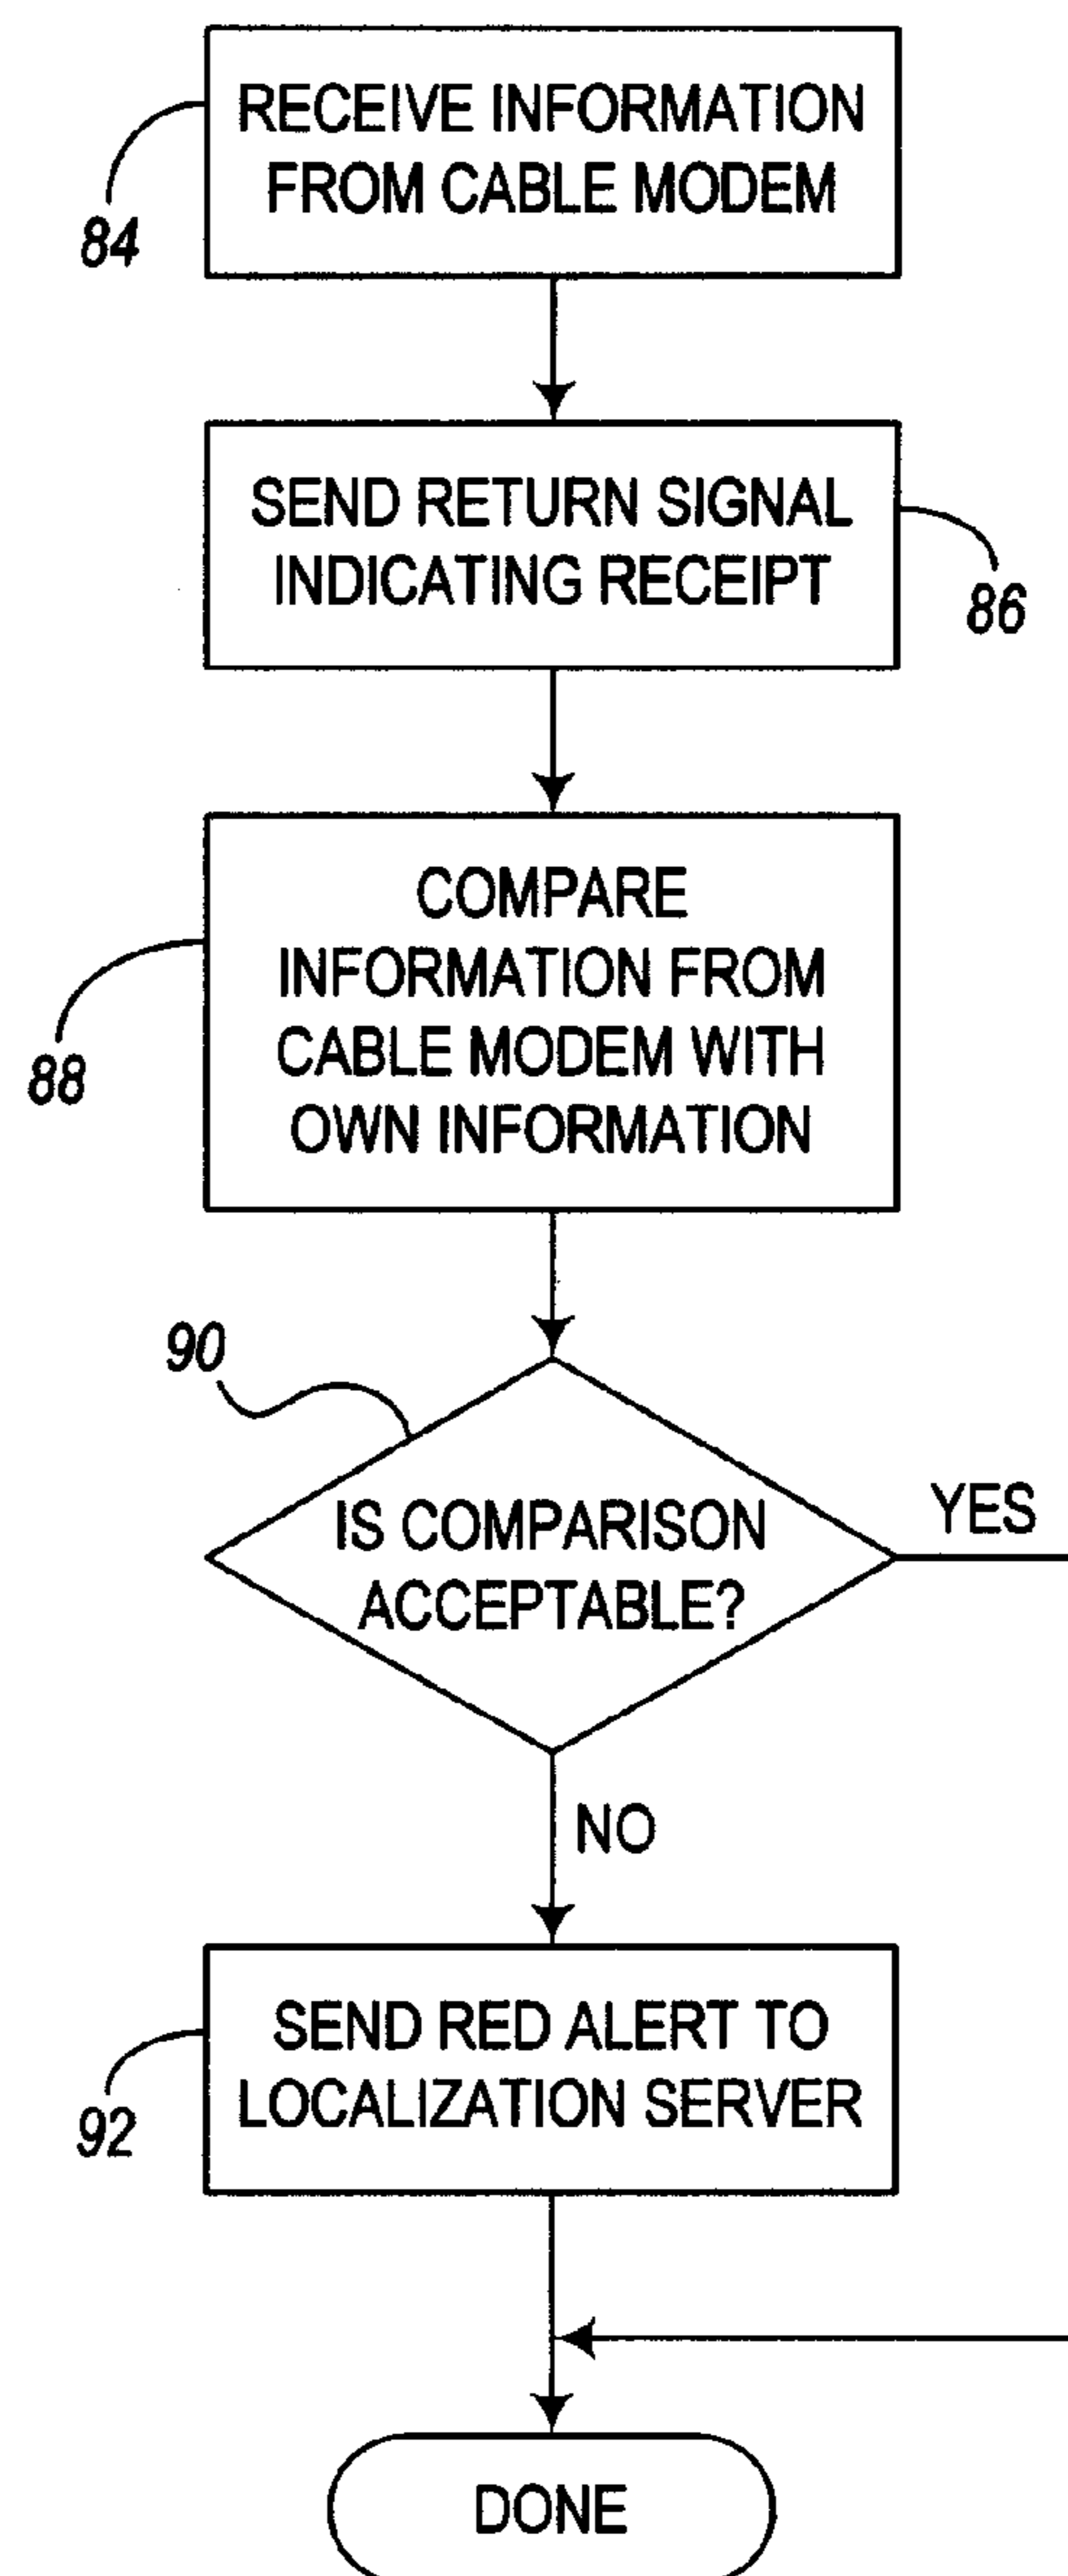 RECEIVE INFORMATION
FROM CABLE MODEM
84
SEND RETURN SIGNAL
INDICATING RECEIPT
86
COMPARE
INFORMATION FROM
CABLE MODEM WITH
OWN INFORMATION
88
90
IS COMPARISON
ACCEPTABLE?
YES
NO
SEND RED ALERT TO
LOCALIZATION SERVER
92
DONE